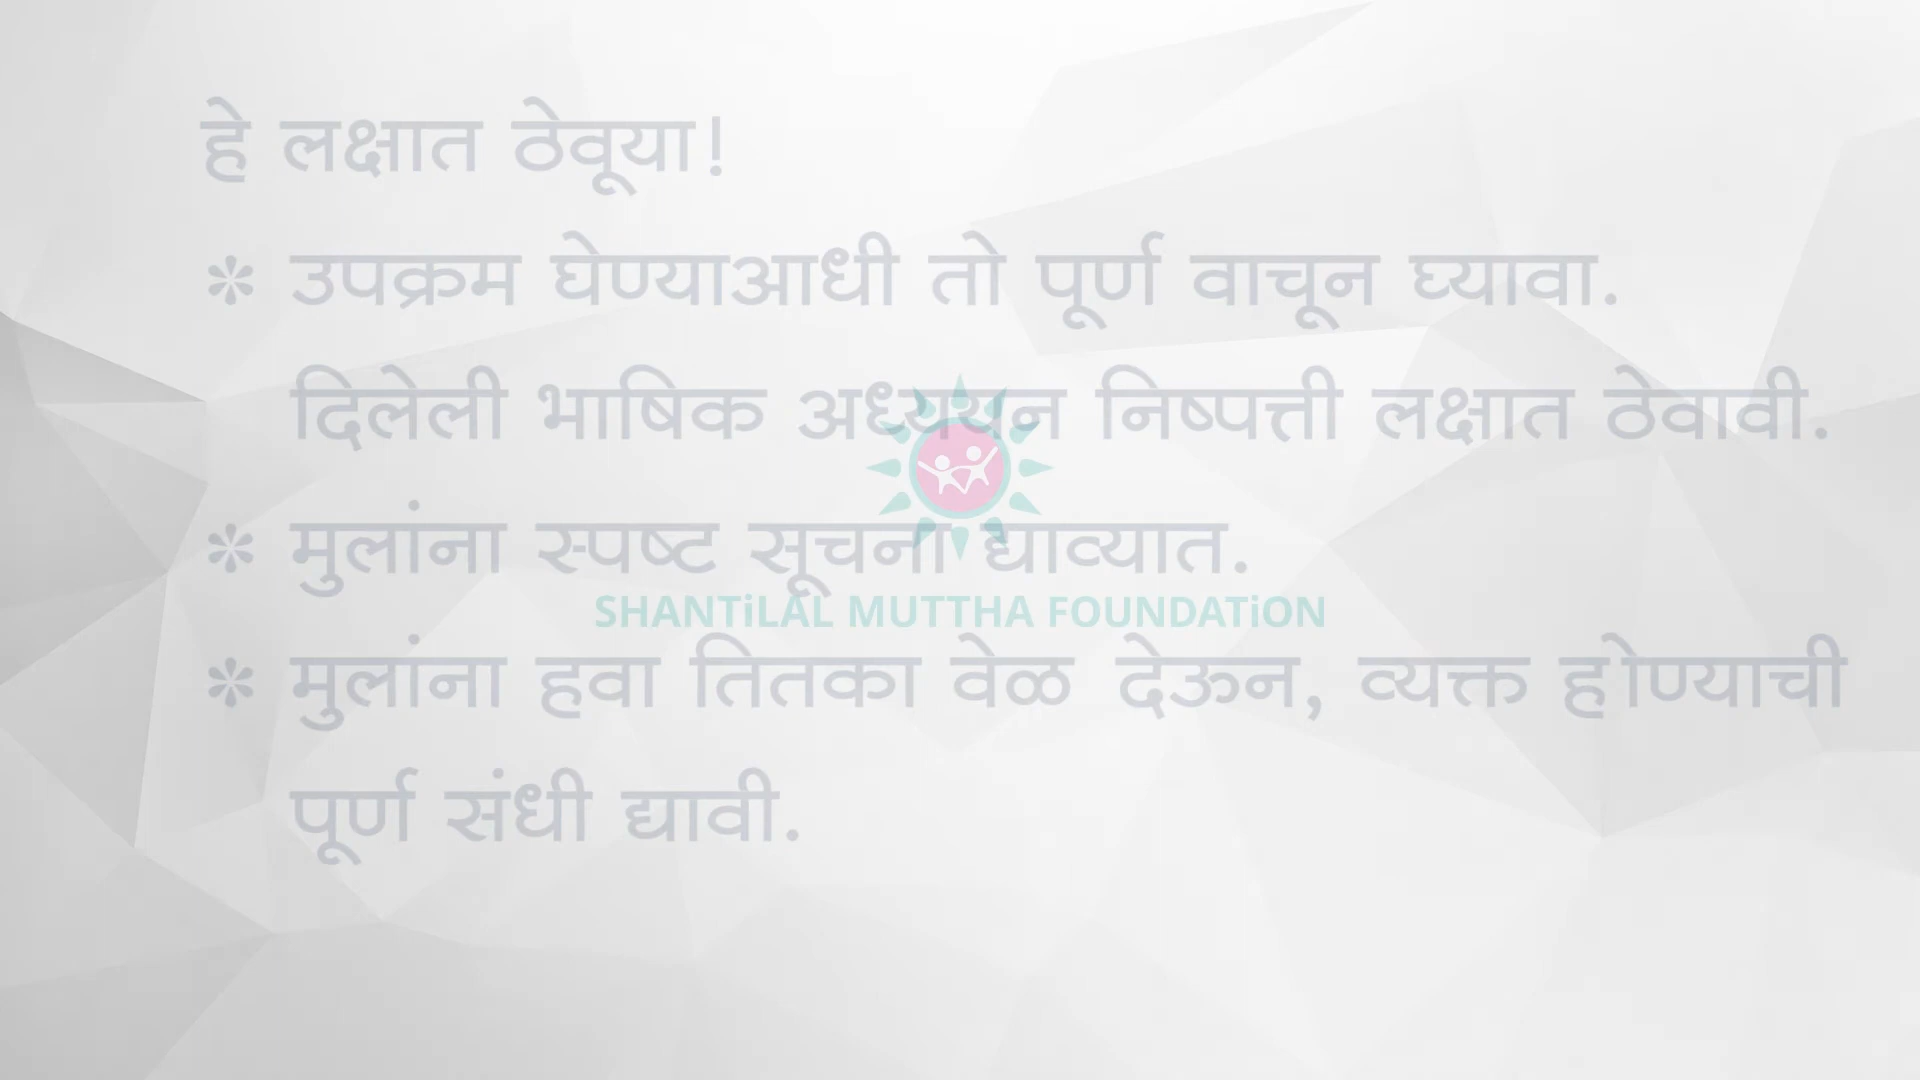 हे लक्षात ठेवूया!
* उपक्रम घेण्याआधी तो पूर्ण वाचून घ्यावा.
दिलेली भाषिक अध्ययन निष्पत्ती लक्षात ठेवावी.
* मुलांना स्पष्ट सूचना द्याव्यात.
SHANTiLAL MUTTHA FOUNDATiON
* मुलांना हवा तितका वेळ देऊन, व्यक्त होण्याची
पूर्ण संधी द्यावी.